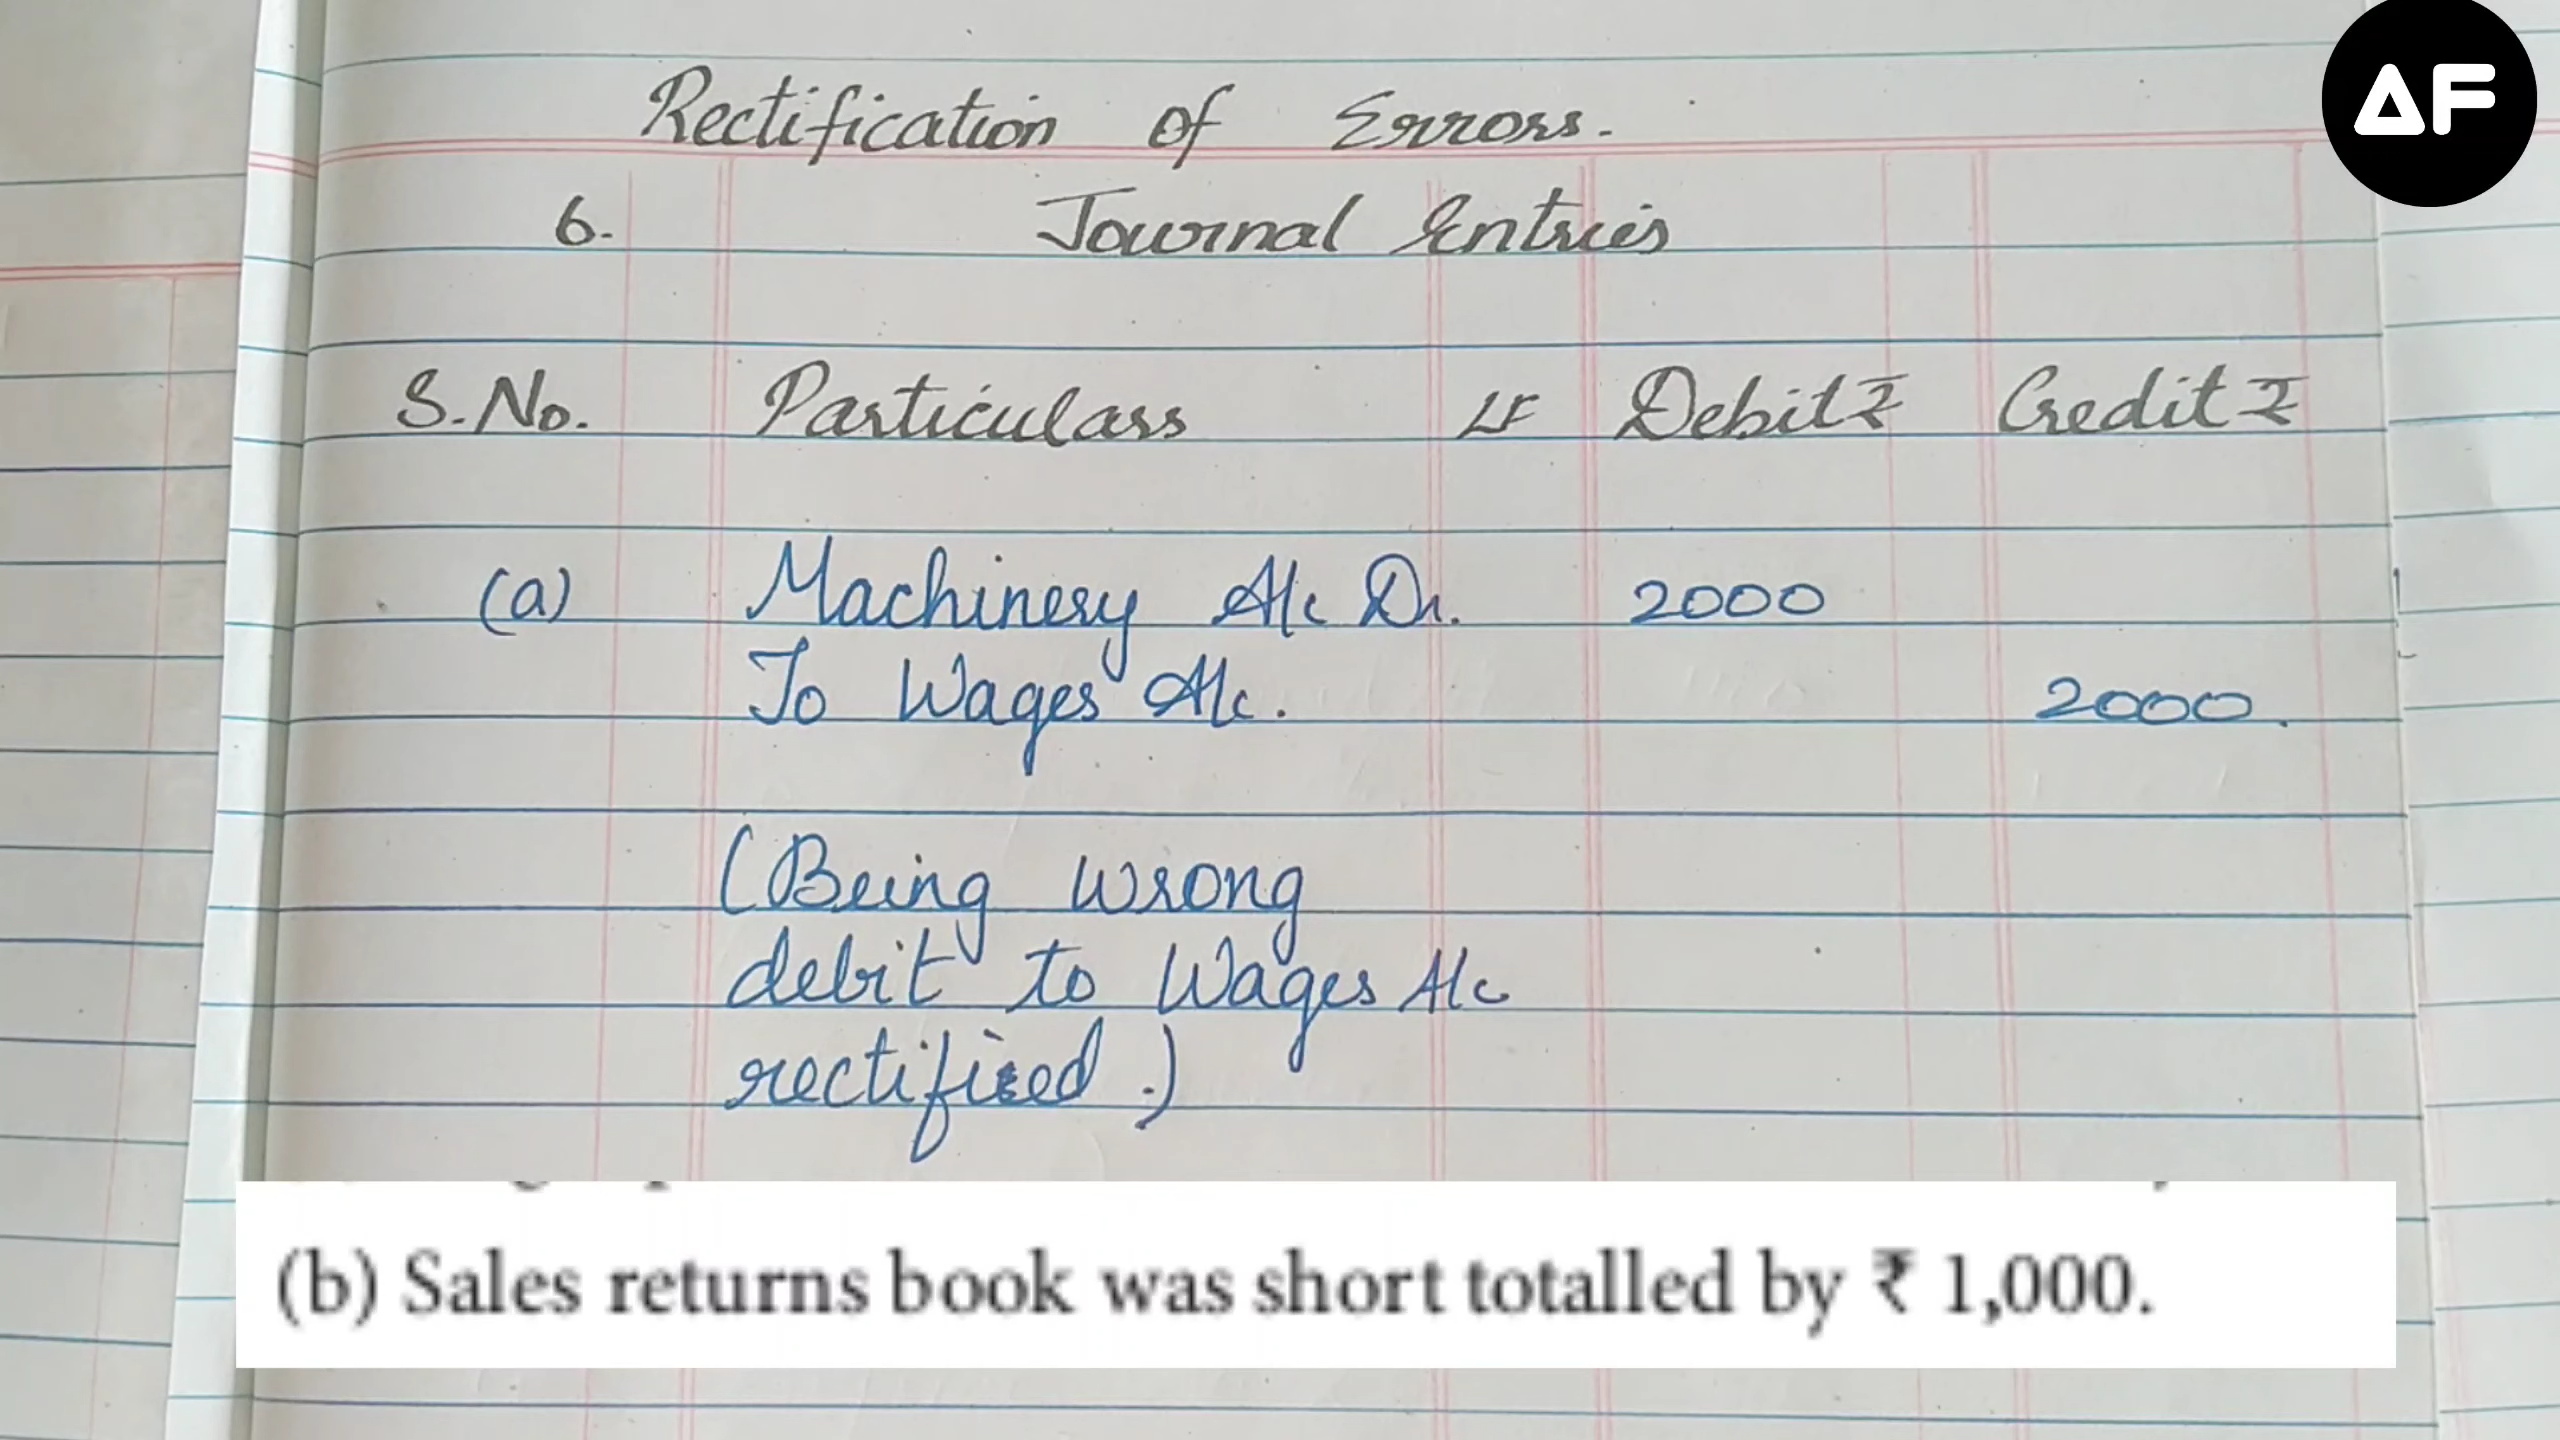 AF
Rectification of Errors.
6. Journal Entries
S.No. Particulars LF Debit ₹ Credit ₹
(a) Machinery A/c Dr. 2000
To Wages A/c. 2000.
(Being wrong
debit to Wages A/c
rectified.)
(b) Sales returns book was short totalled by ₹ 1,000.